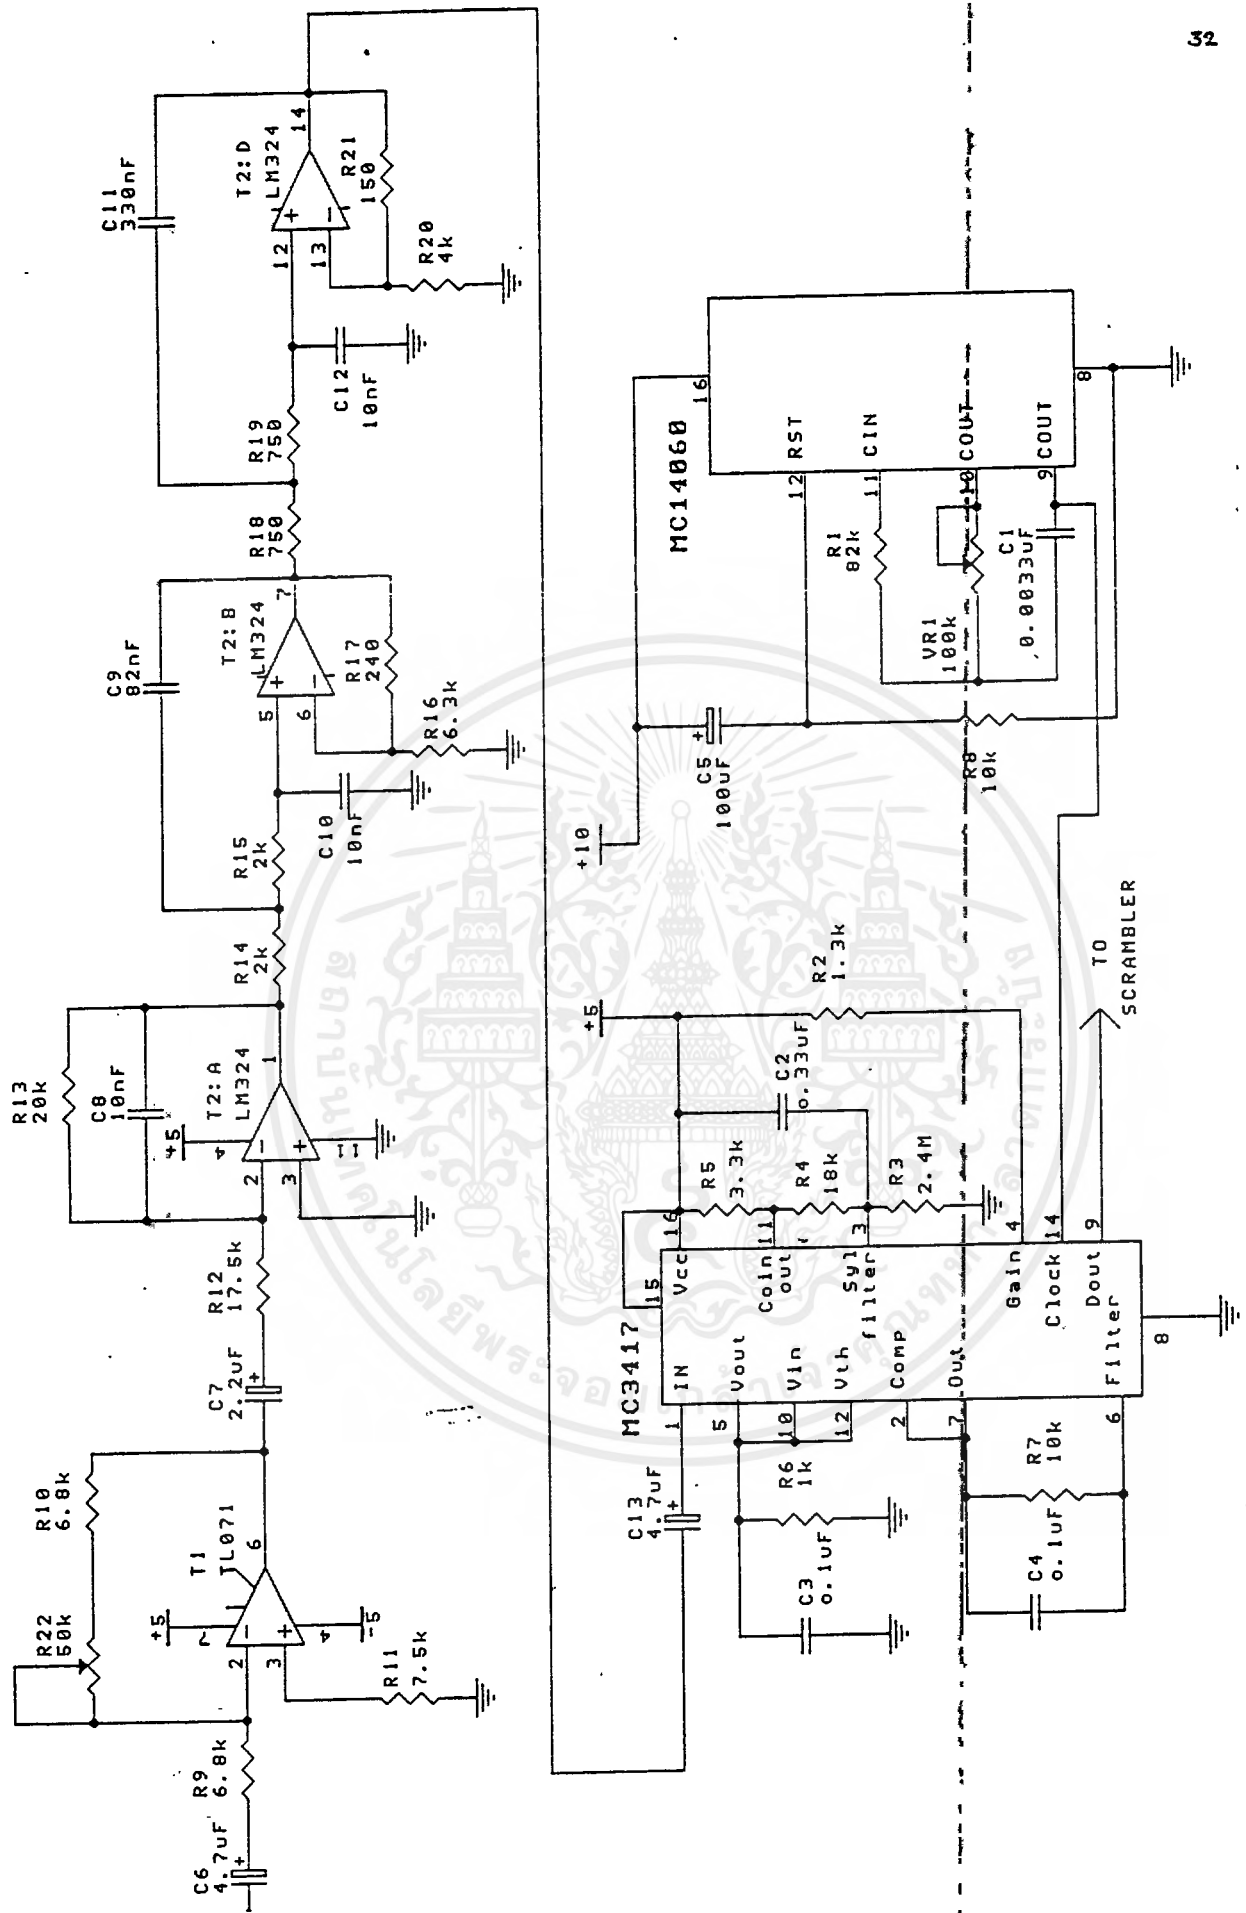 32
C6
4.7uF
+
R9
6.8k
R22
50k
R10
6.8k
T1
TL071
+5
7
2
3
6
4
-5
R11
7.5k
C7
2.2uF
+
R12
17.5k
R13
20k
C8
10nF
T2:A
LM324
+5
4
2
3
1
11
R14
2k
R15
2k
C9
82nF
C10
10nF
T2:B
LM324
5
6
7
R17
240
R16
6.3k
R18
750
R19
750
C11
330nF
C12
10nF
T2:D
LM324
12
13
14
R21
150
R20
4k
C13
4.7uF
+
MC3417
1
IN
5
Vout
10
Vin
12
Vth
2
Comp
7
Out
6
Filter
15
16
Vcc
11
Coin
out
3
Syl
filter
4
Gain
14
Clock
9
Dout
8
C3
0.1uF
R6
1k
C4
0.1uF
R7
10k
R5
3.3k
R4
18k
R3
2.4M
C2
0.33uF
R2
1.3k
+5
TO
SCRAMBLER
+10
C5
100uF
+
R8
10k
MC14060
16
12
RST
11
CIN
10
COUT
9
COUT
8
R1
82k
VR1
100k
C1
0.0033uF